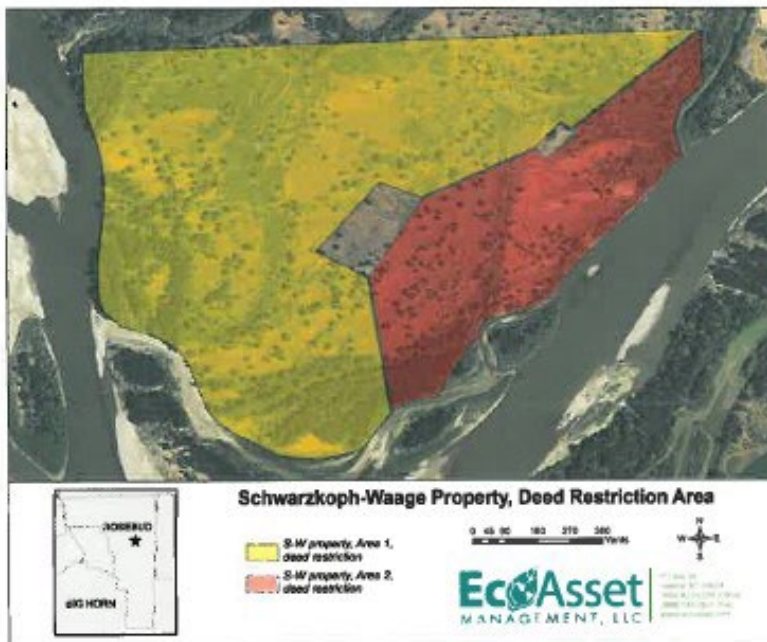 Schwarzkoph-Waage Property, Deed Restriction Area
ROSEBUD
BIG HORN
S-W property, Area 1,
deed restriction
S-W property, Area 2,
deed restriction
0 45 90 180 270 360
Yards
N
W E
S
EcoAsset
MANAGEMENT, LLC